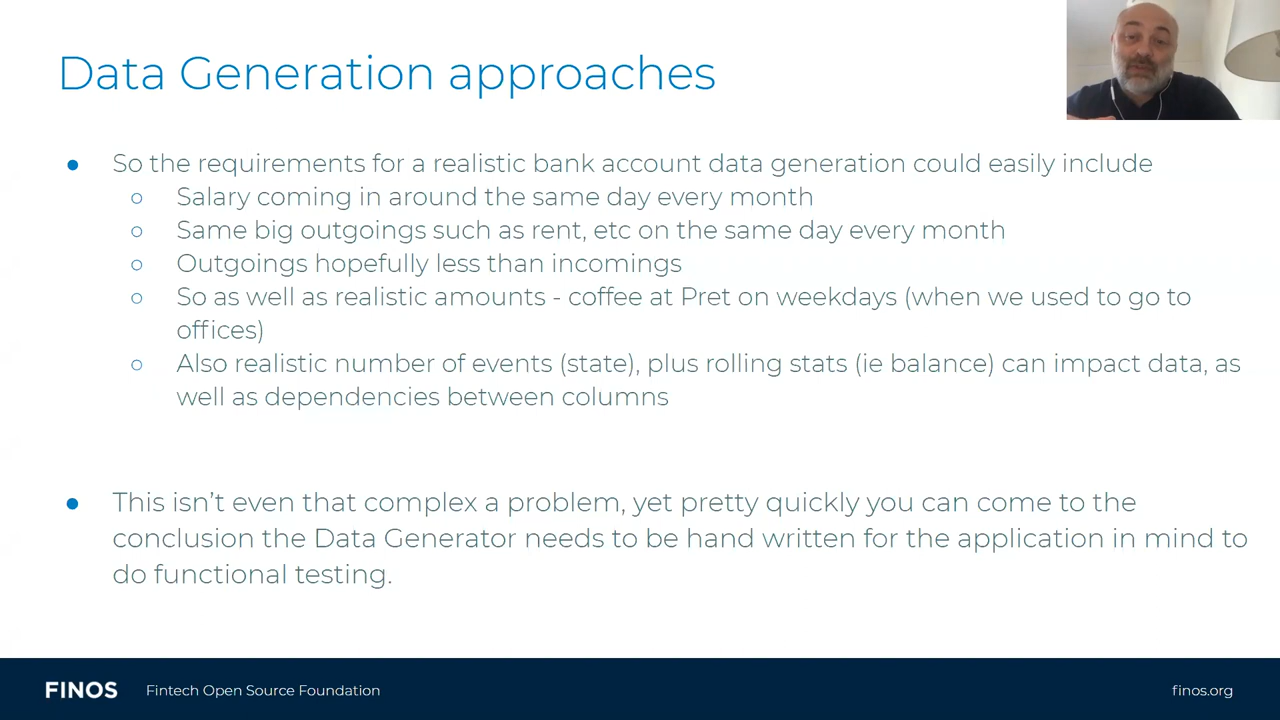 Data Generation approaches
● So the requirements for a realistic bank account data generation could easily include
○ Salary coming in around the same day every month
○ Same big outgoings such as rent, etc on the same day every month
○ Outgoings hopefully less than incomings
○ So as well as realistic amounts - coffee at Pret on weekdays (when we used to go to
offices)
○ Also realistic number of events (state), plus rolling stats (ie balance) can impact data, as
well as dependencies between columns
● This isn’t even that complex a problem, yet pretty quickly you can come to the
conclusion the Data Generator needs to be hand written for the application in mind to
do functional testing.
FINOS Fintech Open Source Foundation finos.org